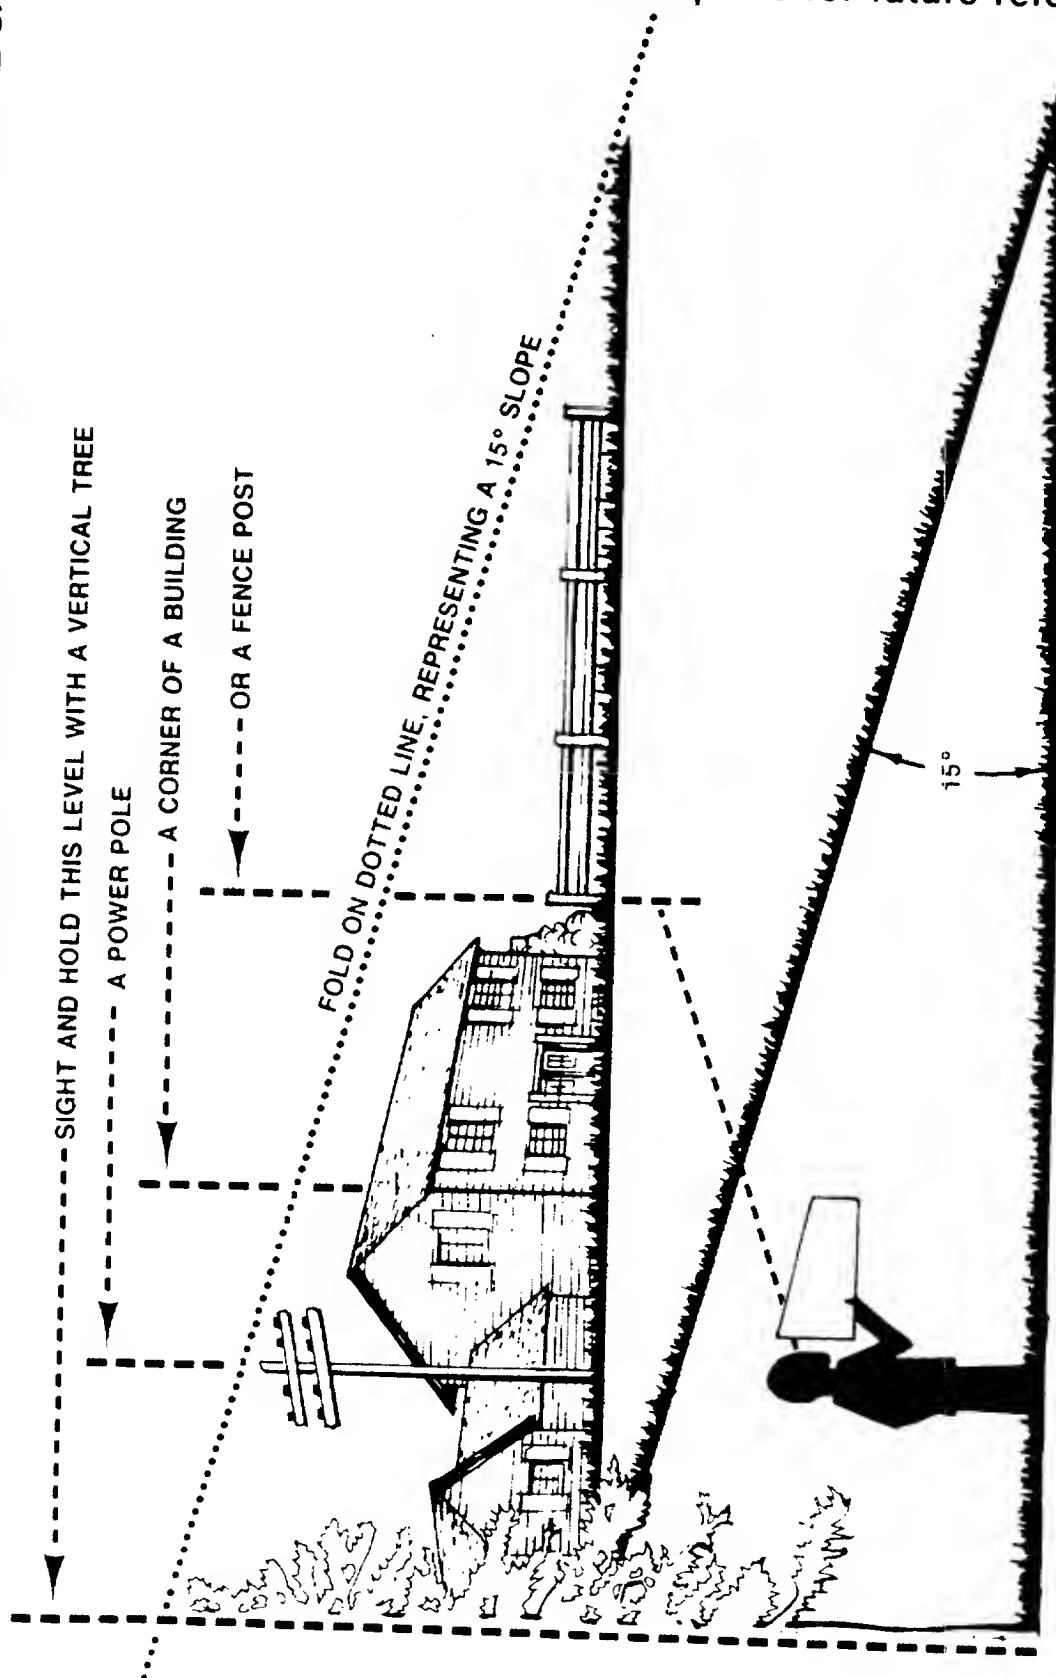 SIGHT AND HOLD THIS LEVEL WITH A VERTICAL TREE
A POWER POLE
A CORNER OF A BUILDING
OR A FENCE POST
FOLD ON DOTTED LINE, REPRESENTING A 15° SLOPE
15°
future